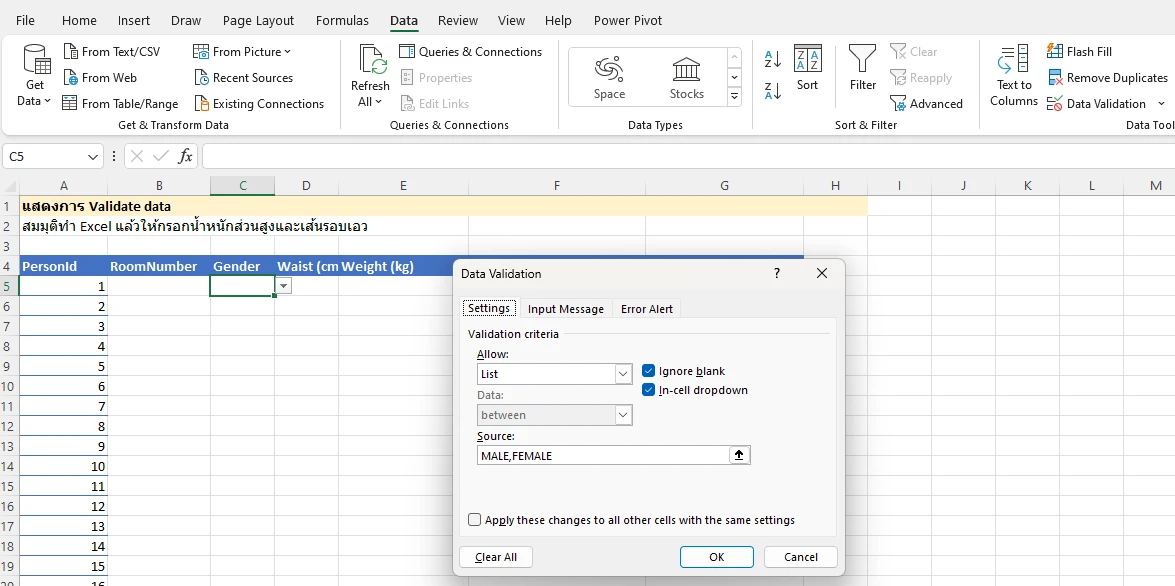 File Home Insert Draw Page Layout Formulas Data Review View Help Power Pivot
From Text/CSV From Picture Queries & Connections Clear Flash Fill
Get Data From Web Recent Sources Refresh All Properties Space Stocks Sort Filter Reapply Text to Columns Remove Duplicates
From Table/Range Existing Connections Edit Links Advanced Data Validation
Get & Transform Data Queries & Connections Data Types Sort & Filter Data Tool
C5 fx
A B C D E F G H I J K L M
1 แสดงการ Validate data
2 สมมุติทำ Excel แล้วให้กรอกน้ำหนักส่วนสูงและเส้นรอบเอว
3
4 PersonId RoomNumber Gender Waist (cm Weight (kg)
5 1
6 2
7 3
8 4
9 5
10 6
11 7
12 8
13 9
14 10
15 11
16 12
17 13
18 14
19 15
20 16
Data Validation ?
Settings Input Message Error Alert
Validation criteria
Allow:
List Ignore blank
In-cell dropdown
Data:
between
Source:
MALE,FEMALE
Apply these changes to all other cells with the same settings
Clear All OK Cancel